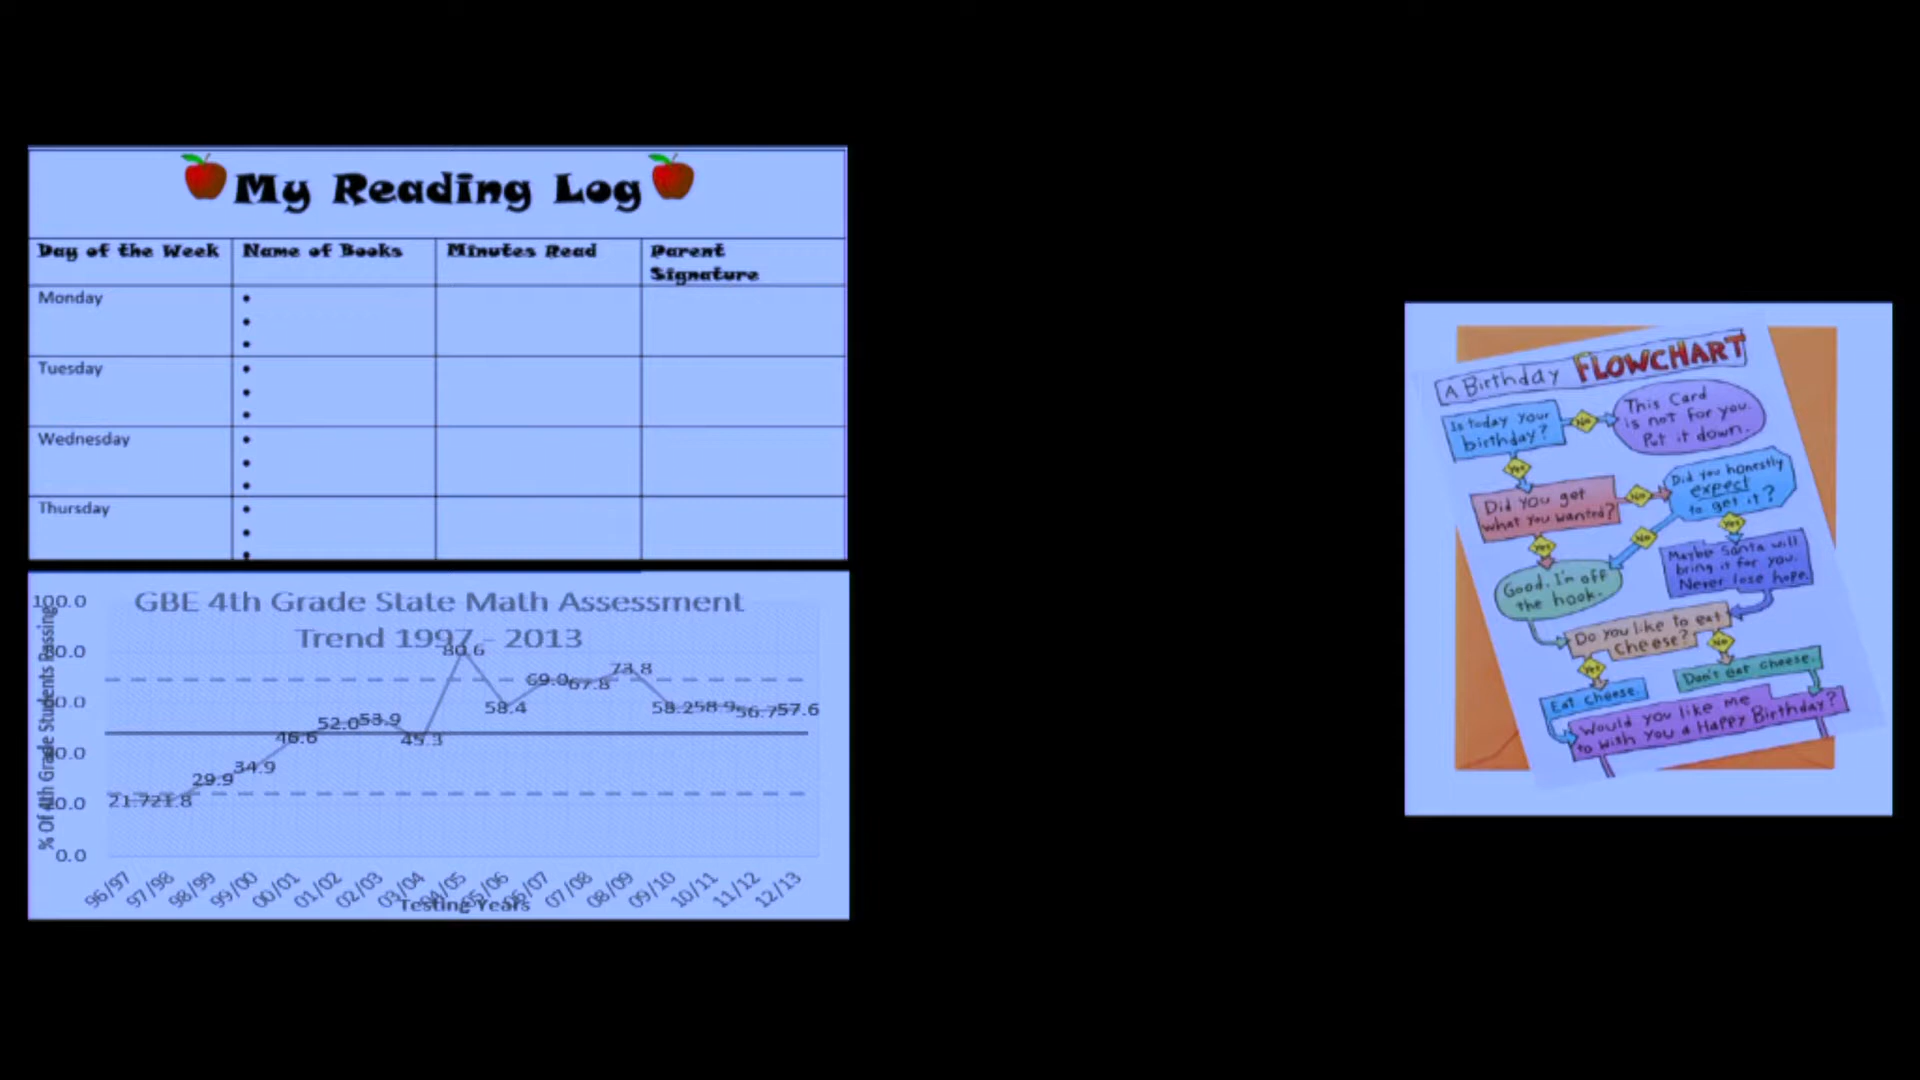 My Reading Log
Day of the Week
Name of Books
Minutes Read
Parent
Signature
Monday
Tuesday
Wednesday
Thursday
GBE 4th Grade State Math Assessment
Trend 1997 - 2013
% Of 4th Grade Students Passing
100.0
80.0
60.0
40.0
20.0
0.0
21.7
21.8
29.9
34.9
46.6
52.0
53.9
45.3
80.6
58.4
69.0
67.8
73.8
58.2
58.9
56.7
57.6
96/97
97/98
98/99
99/00
00/01
01/02
02/03
03/04
04/05
05/06
06/07
07/08
08/09
09/10
10/11
11/12
12/13
Testing Years
A Birthday FLOWCHART
Is today your
birthday?
No
This Card
is not for you.
Put it down.
Yes
Did you get
what you wanted?
No
Did you honestly
expect
to get it?
Yes
No
Yes
Maybe Santa will
bring it for you.
Never lose hope.
Good. I'm off
the hook.
Do you like to eat
cheese?
No
Yes
Don't eat cheese.
Eat cheese.
Would you like me
to wish you a Happy Birthday?